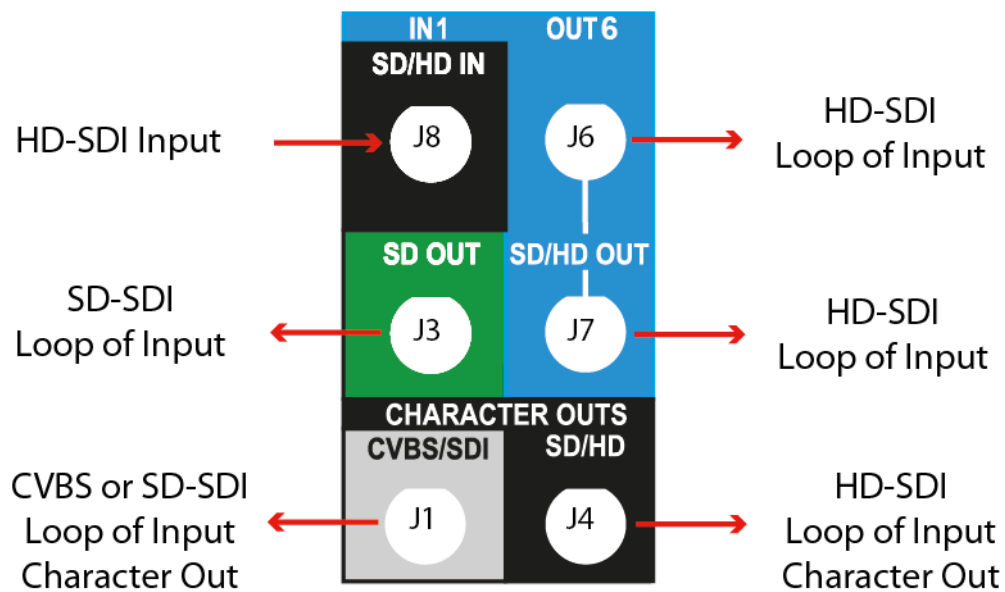 IN 1
OUT 6
SD/HD IN
HD-SDI Input
J8
J6
HD-SDI
Loop of Input
SD OUT
SD/HD OUT
SD-SDI
Loop of Input
J3
J7
HD-SDI
Loop of Input
CHARACTER OUTS
CVBS/SDI
SD/HD
CVBS or SD-SDI
Loop of Input
Character Out
J1
J4
HD-SDI
Loop of Input
Character Out